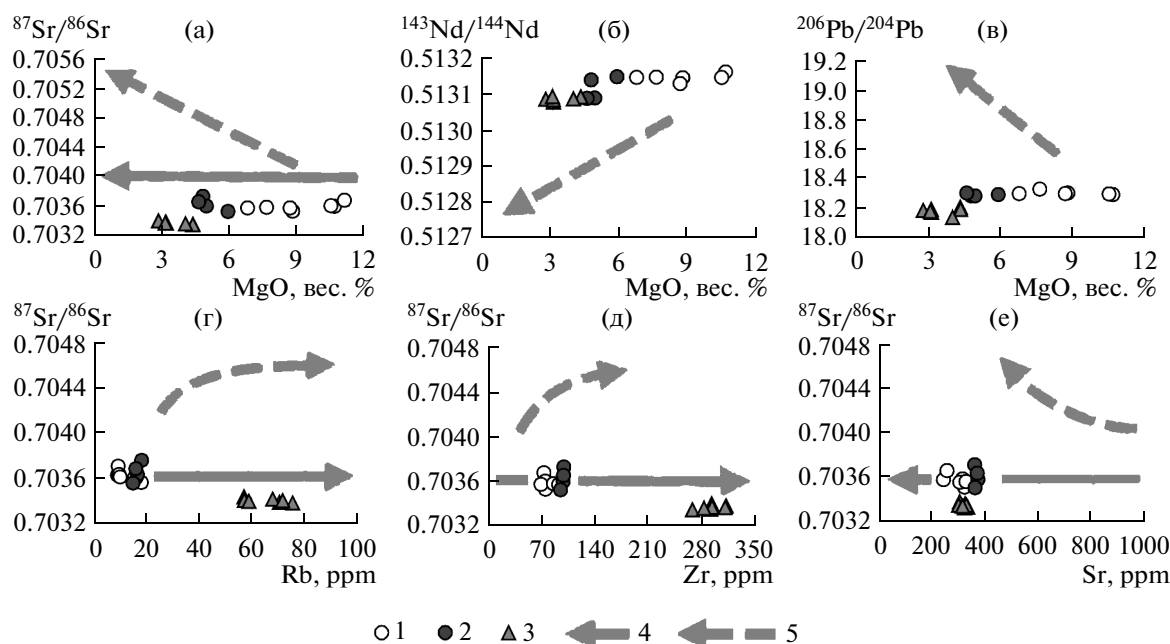 ⁸⁷Sr/⁸⁶Sr (а) ¹⁴³Nd/¹⁴⁴Nd (б) ²⁰⁶Pb/²⁰⁴Pb (в)
0.7056 0.5132 19.2
0.7052 0.5131 19.0
0.7048 0.5130 18.8
0.7044 0.5129 18.6
0.7040 0.5128 18.4
0.7036 0.5127 18.2
0.7032 18.0
0 3 6 9 12 0 3 6 9 12 0 3 6 9 12
MgO, вес. % MgO, вес. % MgO, вес. %
⁸⁷Sr/⁸⁶Sr (г) ⁸⁷Sr/⁸⁶Sr (д) ⁸⁷Sr/⁸⁶Sr (е)
0.7048 0.7048 0.7048
0.7044 0.7044 0.7044
0.7040 0.7040 0.7040
0.7036 0.7036 0.7036
0.7032 0.7032 0.7032
0 20 40 60 80 100 0 70 140 210 280 350 0 200 400 600 800 1000
Rb, ppm Zr, ppm Sr, ppm
1 2 3 4 5